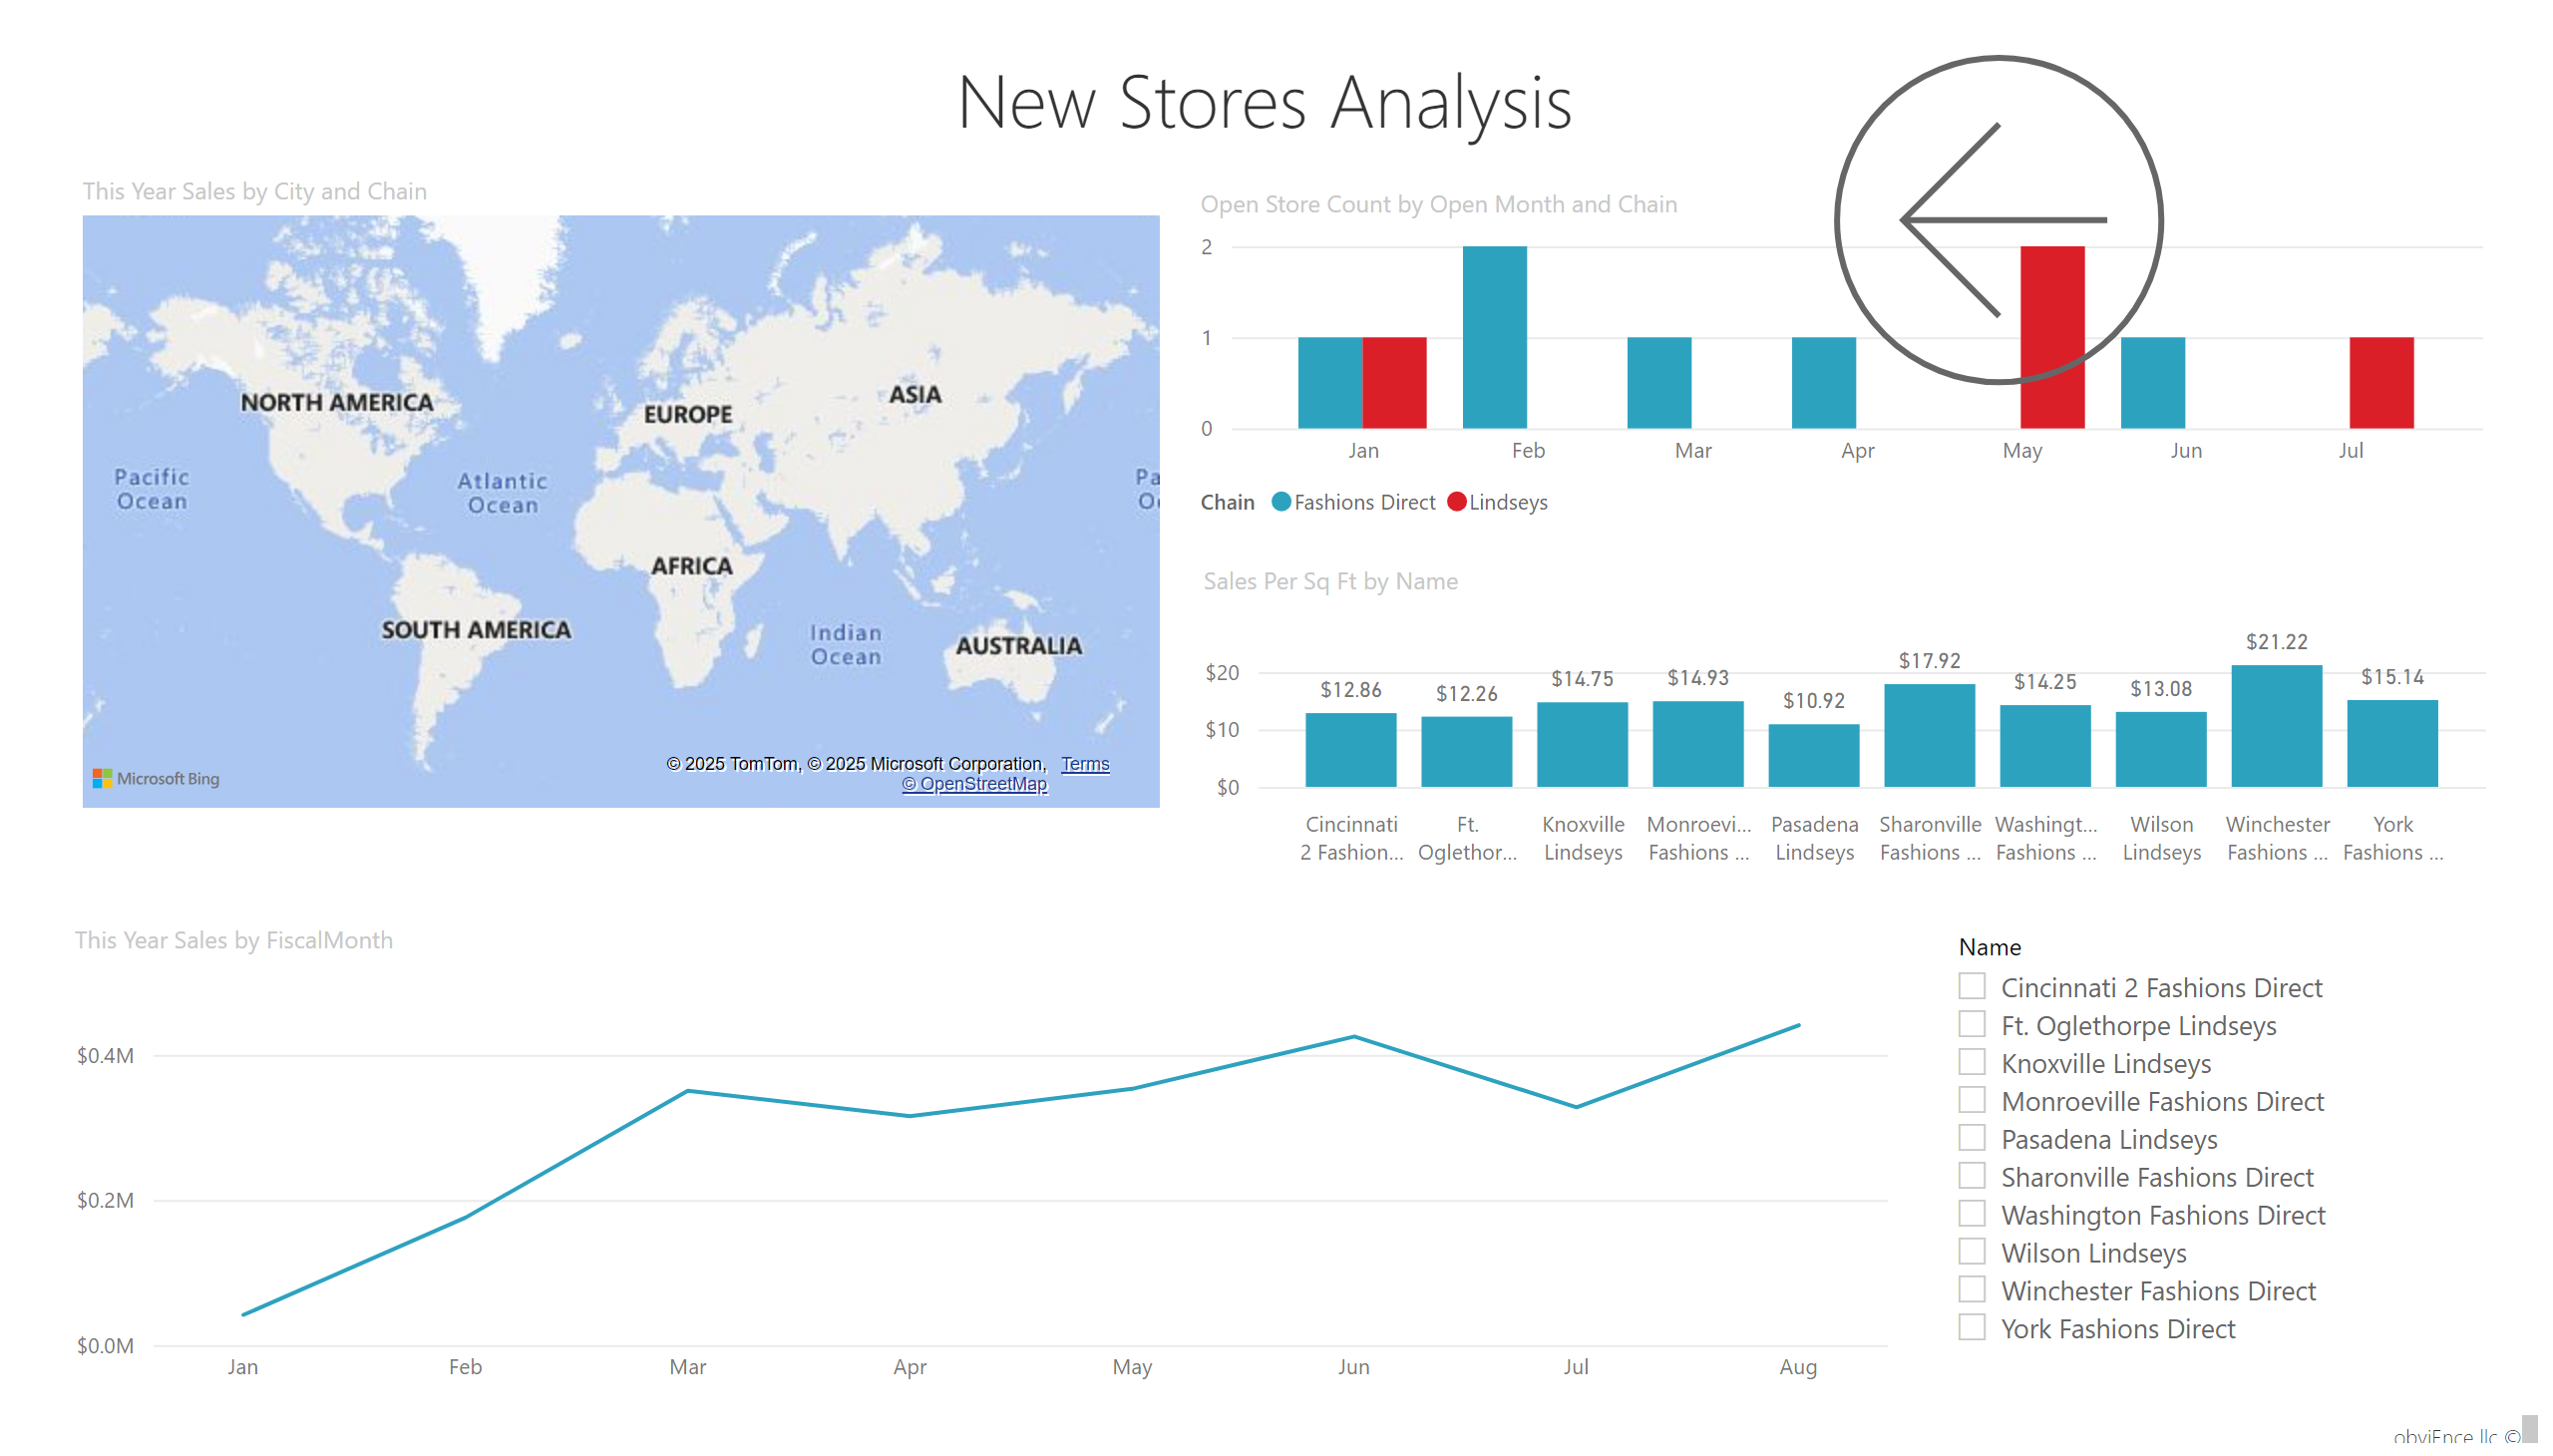 New Stores Analysis
This Year Sales by City and Chain
NORTH AMERICA
EUROPE
ASIA
Pacific
Ocean
Atlantic
Ocean
Pa
AFRICA
SOUTH AMERICA
Indian
Ocean
AUSTRALIA
Microsoft Bing
© 2025 TomTom, © 2025 Microsoft Corporation, Terms
© OpenStreetMap
Open Store Count by Open Month and Chain
2
1
0
Jan Feb Mar Apr May Jun Jul
Chain Fashions Direct Lindseys
Sales Per Sq Ft by Name
$20
$10
$0
$12.86 $12.26 $14.75 $14.93 $10.92 $17.92 $14.25 $13.08 $21.22 $15.14
Cincinnati Ft. Knoxville Monroevi... Pasadena Sharonville Washingt... Wilson Winchester York
2 Fashion... Oglethor... Lindseys Fashions ... Lindseys Fashions ... Fashions ... Lindseys Fashions ... Fashions ...
This Year Sales by FiscalMonth
$0.4M
$0.2M
$0.0M
Jan Feb Mar Apr May Jun Jul Aug
Name
Cincinnati 2 Fashions Direct
Ft. Oglethorpe Lindseys
Knoxville Lindseys
Monroeville Fashions Direct
Pasadena Lindseys
Sharonville Fashions Direct
Washington Fashions Direct
Wilson Lindseys
Winchester Fashions Direct
York Fashions Direct
obviEnce llc ©